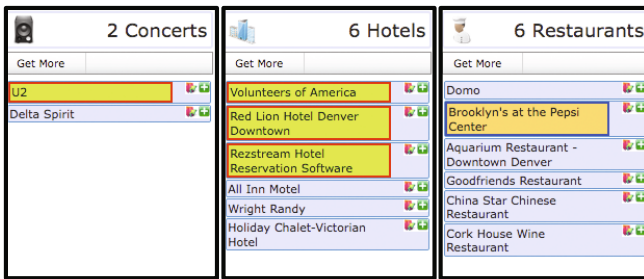 2 Concerts
Get More
U2
Delta Spirit
6 Hotels
Get More
Volunteers of America
Red Lion Hotel Denver
Downtown
Rezstream Hotel
Reservation Software
All Inn Motel
Wright Randy
Holiday Chalet-Victorian
Hotel
6 Restaurants
Get More
Domo
Brooklyn's at the Pepsi
Center
Aquarium Restaurant -
Downtown Denver
Goodfriends Restaurant
China Star Chinese
Restaurant
Cork House Wine
Restaurant